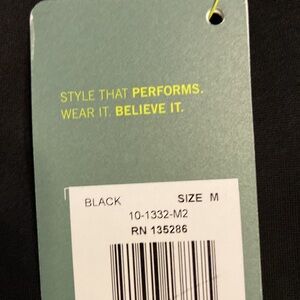 STYLE THAT PERFORMS.
WEAR IT. BELIEVE IT.
BLACK SIZE M
10-1332-M2
RN 135286